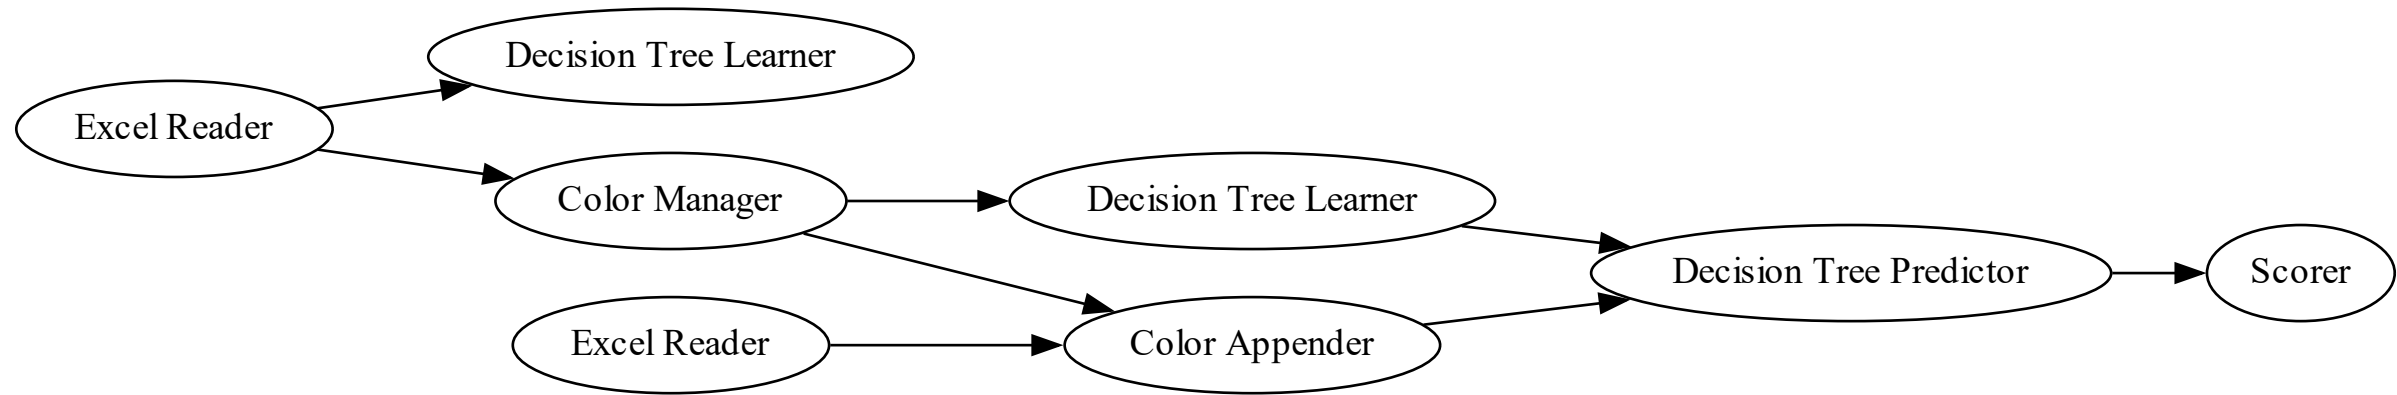 Decision Tree Learner
Excel Reader
Color Manager
Decision Tree Learner
Decision Tree Predictor
Scorer
Excel Reader
Color Appender